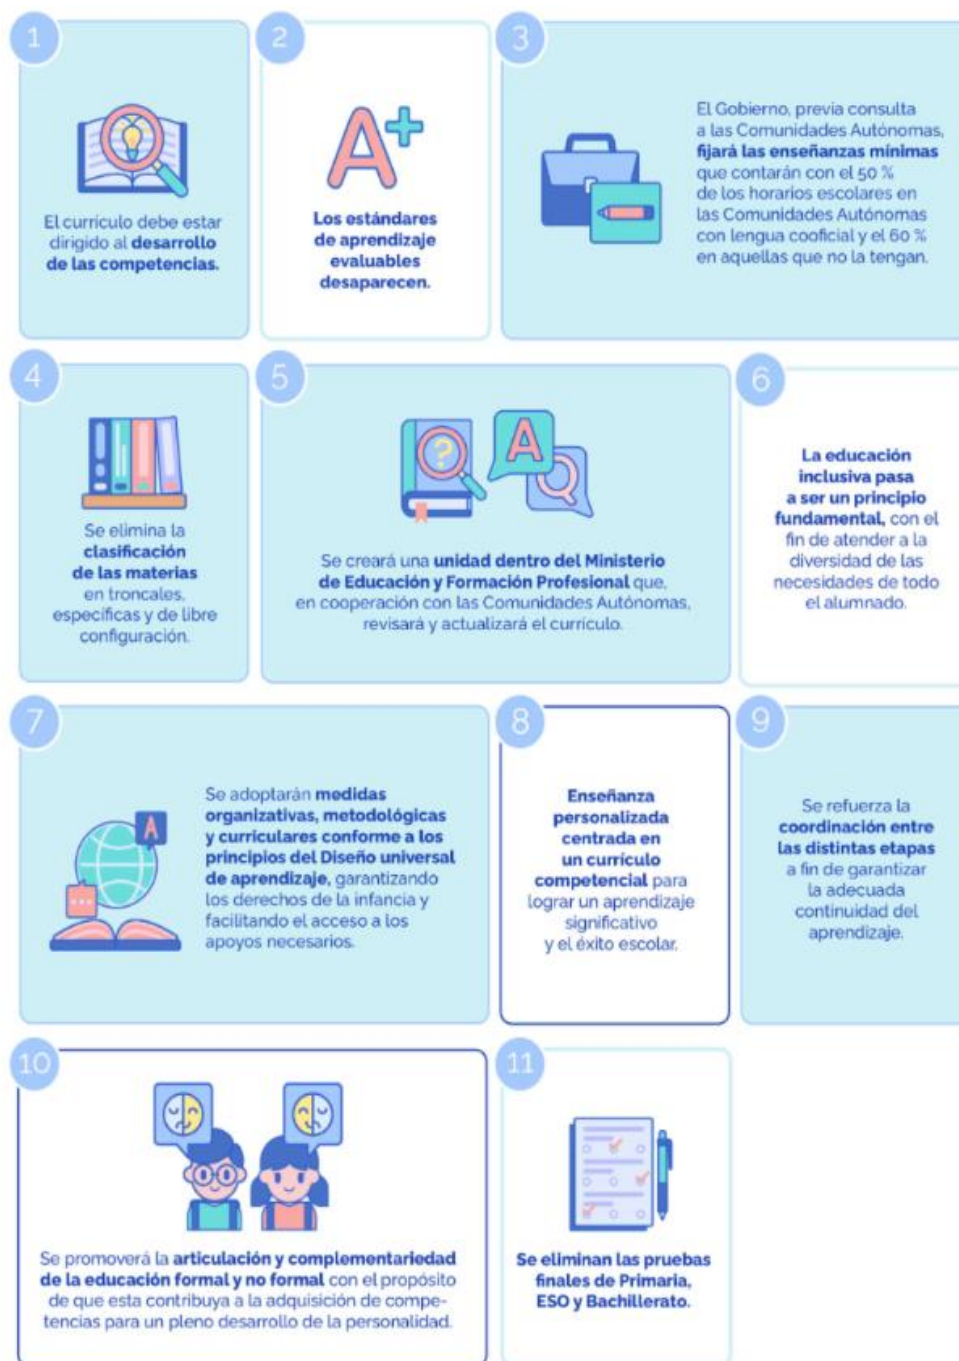 1
El currículo debe estar
dirigido al desarrollo
de las competencias.
2
A+
Los estándares
de aprendizaje
evaluables
desaparecen.
3
El Gobierno, previa consulta
a las Comunidades Autónomas,
fijará las enseñanzas mínimas
que contarán con el 50 %
de los horarios escolares en
las Comunidades Autónomas
con lengua cooficial y el 60 %
en aquellas que no la tengan.
4
Se elimina la
clasificación
de las materias
en troncales,
específicas y de libre
configuración.
5
?
A
Q
Se creará una unidad dentro del Ministerio
de Educación y Formación Profesional que,
en cooperación con las Comunidades Autónomas,
revisará y actualizará el currículo.
6
La educación
inclusiva pasa
a ser un principio
fundamental, con el
fin de atender a la
diversidad de las
necesidades de todo
el alumnado.
7
A
Se adoptarán medidas
organizativas, metodológicas
y curriculares conforme a los
principios del Diseño universal
de aprendizaje, garantizando
los derechos de la infancia y
facilitando el acceso a los
apoyos necesarios.
8
Enseñanza
personalizada
centrada en
un currículo
competencial para
lograr un aprendizaje
significativo
y el éxito escolar.
9
Se refuerza la
coordinación entre
las distintas etapas
a fin de garantizar
la adecuada
continuidad del
aprendizaje.
10
Se promoverá la articulación y complementariedad
de la educación formal y no formal con el propósito
de que esta contribuya a la adquisición de compe-
tencias para un pleno desarrollo de la personalidad.
11
Se eliminan las pruebas
finales de Primaria,
ESO y Bachillerato.